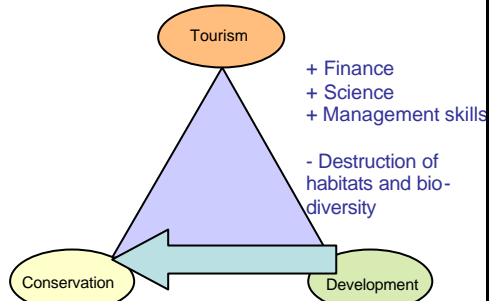 Tourism
+ Finance
+ Science
+ Management skills
- Destruction of
habitats and bio-
diversity
Conservation
Development